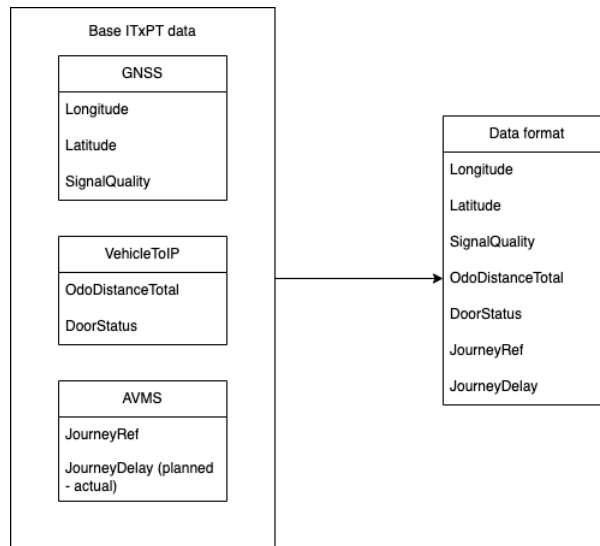 Base ITxPT data
GNSS
Longitude
Latitude
SignalQuality
VehicleToIP
OdoDistanceTotal
DoorStatus
AVMS
JourneyRef
JourneyDelay (planned
- actual)
Data format
Longitude
Latitude
SignalQuality
OdoDistanceTotal
DoorStatus
JourneyRef
JourneyDelay